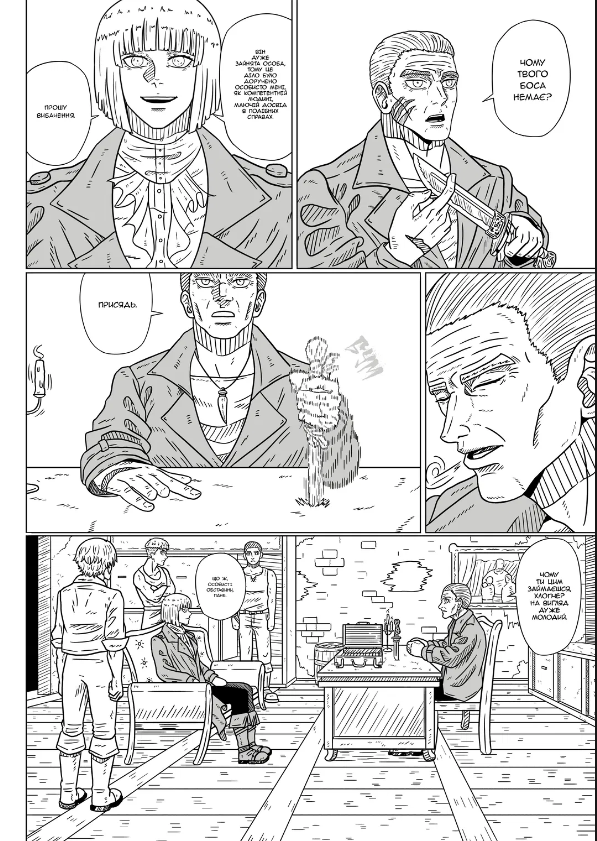 ЧОМУ
ТВОГО
БОСА
НЕМАЄ?
ВІН
ДУЖЕ
ЗАЙНЯТА ОСОБА,
ТОМУ ЦЕ
ДІЛО БУЛО
ДОРУЧЕНО
ОСОБИСТО МЕНІ,
ЯК КОМПЕТЕНТНІЙ
ЛЮДИНІ,
МАЮЧІЙ ДОСВІД
В ПОДІБНИХ
СПРАВАХ.
ПРОШУ
ВИБАЧЕННЯ.
ПРИСЯДЬ.
БУМ
ЧОМУ
ТИ ЦИМ
ЗАЙМАЄШСЯ,
ХЛОПЧЕ?
НА ВИГЛЯД
ДУЖЕ
МОЛОДИЙ.
ЩО Ж,
ОСОБИСТІ
ОБСТАВИНИ,
ПАНЕ.